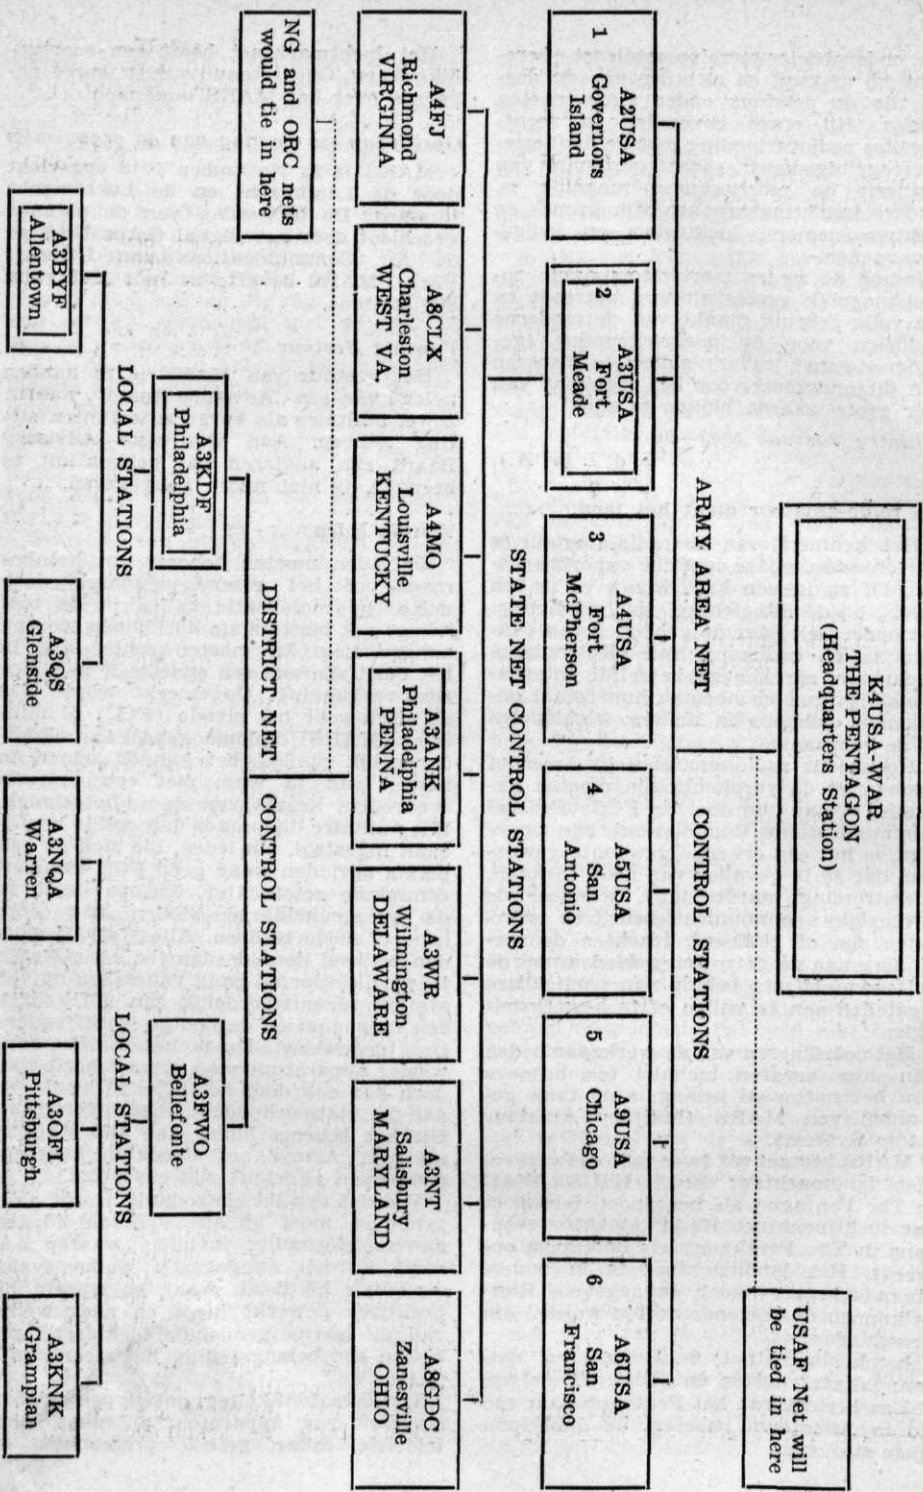 K4USA-WAR
THE PENTAGON
(Headquarters Station)
USAF Net will
be tied in here
ARMY AREA NET CONTROL STATIONS
A2USA
1 Governors
Island
A3USA
2 Fort
Meade
A4USA
3 Fort
McPherson
A5USA
4 San
Antonio
A9USA
5 Chicago
A6USA
6 San
Francisco
STATE NET CONTROL STATIONS
A4FJ
Richmond
VIRGINIA
A8CLX
Charleston
WEST VA.
A4MO
Louisville
KENTUCKY
A3ANK
Philadelphia
PENNA
A3WR
Wilmington
DELAWARE
A3NT
Salisbury
MARYLAND
A8GDC
Zanesville
OHIO
NG and ORC nets
would tie in here
DISTRICT NET CONTROL STATIONS
A3KDF
Philadelphia
A3FWO
Bellefonte
LOCAL STATIONS
LOCAL STATIONS
A3BYF
Allentown
A3QS
Glenside
A3NQA
Warren
A3OFI
Pittsburgh
Grampian